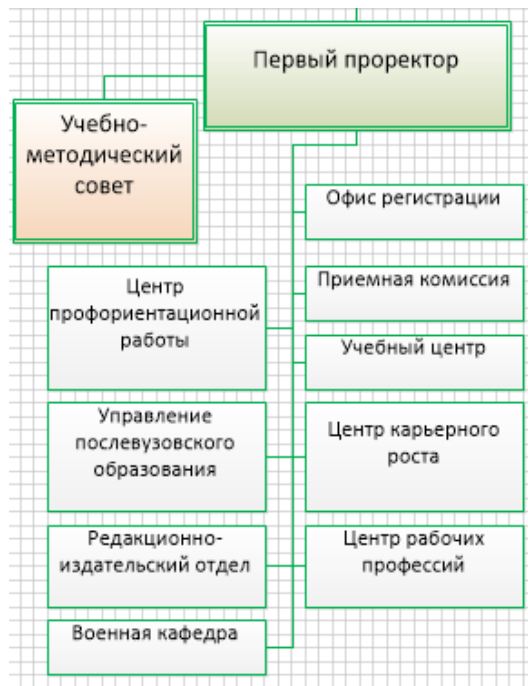 Первый проректор
Учебно-
методический
совет
Офис регистрации
Центр
профориентационной
работы
Приемная комиссия
Учебный центр
Управление
послевузовского
образования
Центр карьерного
роста
Редакционно-
издательский отдел
Центр рабочих
профессий
Военная кафедра